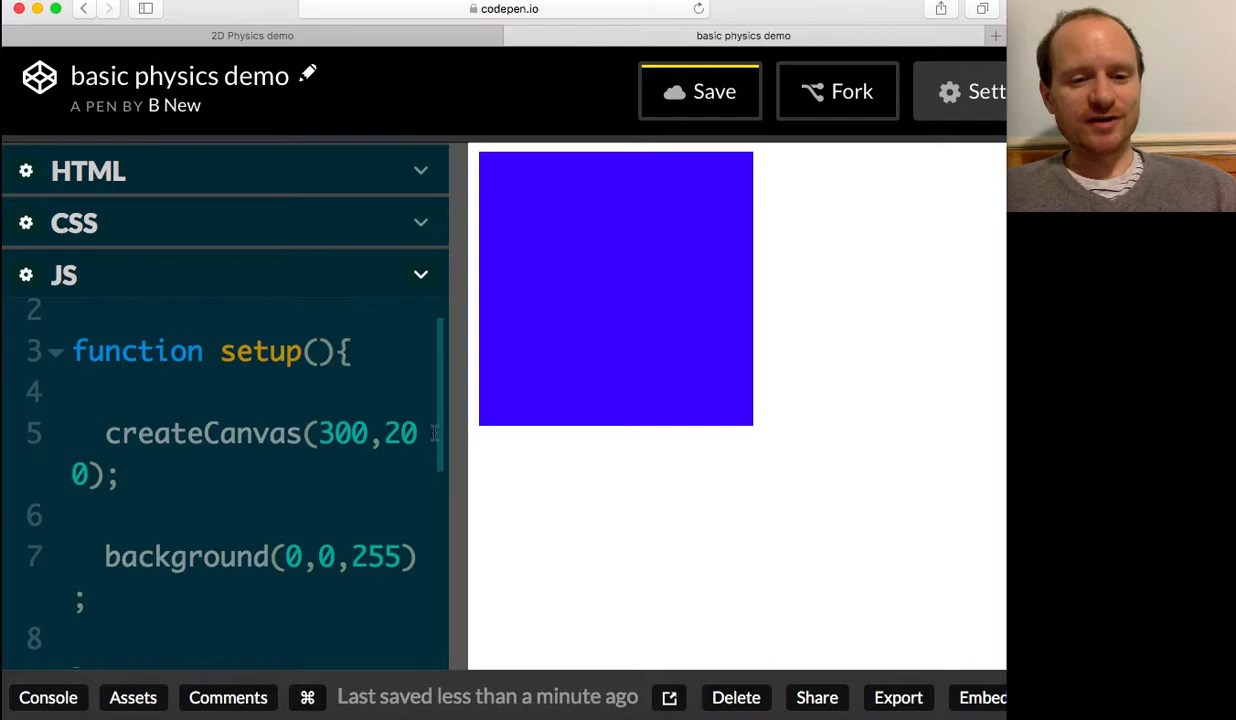 codepen.io
2D Physics demo
basic physics demo
basic physics demo
A PEN BY B New
Save
Fork
Sett
HTML
CSS
JS
2
3 function setup(){
4
5 createCanvas(300,20
0);
6
7 background(0,0,255)
;
8
Console
Assets
Comments
⌘
Last saved less than a minute ago
Delete
Share
Export
Embed